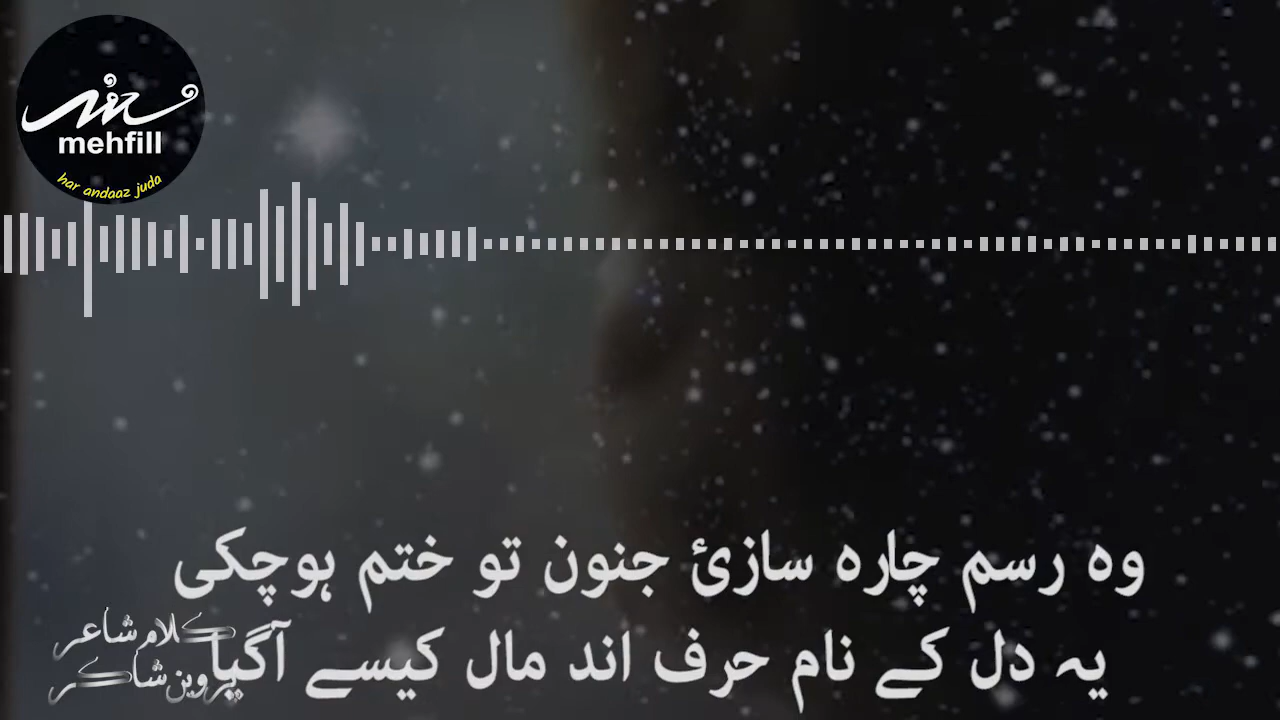 mehfill
har andaaz juda
وہ رسم چارہ سازیٔ جنون تو ختم ہوچکی
یہ دل کے نام حرف اند مال کیسے آگیا
کلام شاعر
پروین شاکر